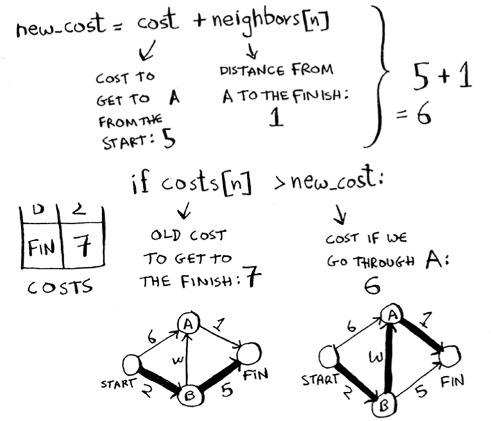 new_cost = cost + neighbors[n]
COST TO
GET TO A
FROM THE
START: 5
DISTANCE FROM
A TO THE FINISH:
1
5 + 1
= 6
if costs[n] > new_cost:
FIN 7
COSTS
OLD COST
TO GET TO
THE FINISH: 7
COST IF WE
GO THROUGH A:
6
A
6
1
START
W
FIN
2
5
B
A
6
1
START
W
FIN
2
5
B